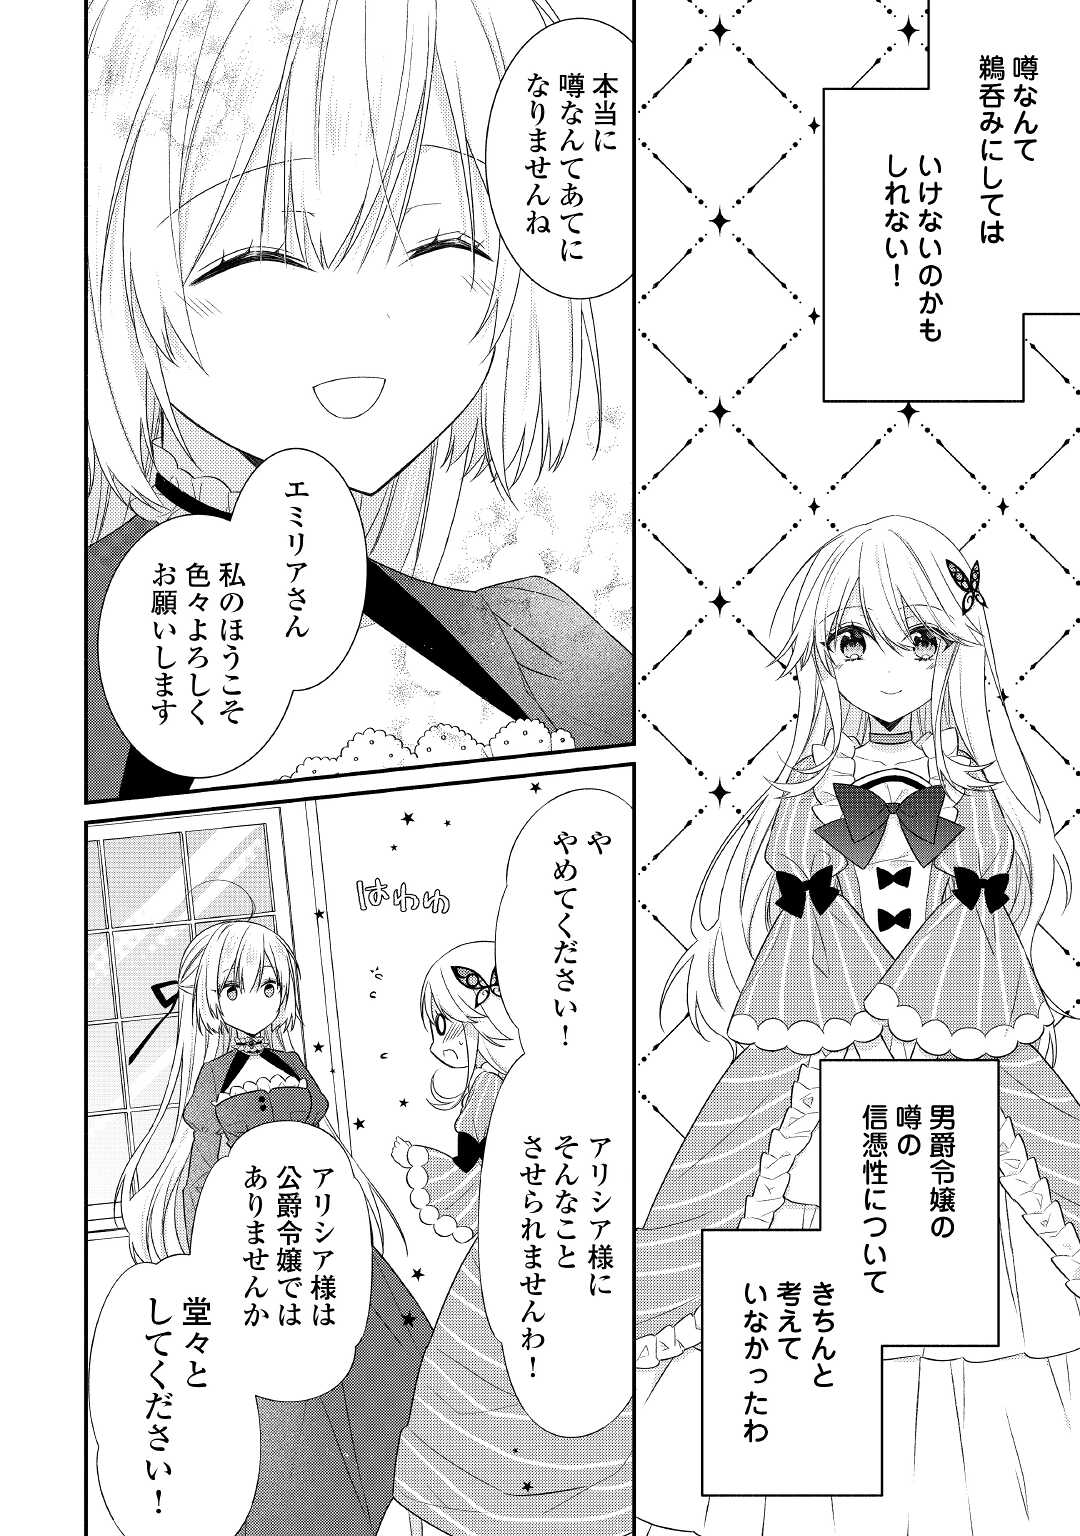 噂なんて
鵜呑みにしては
いけないのかも
しれない！
男爵令嬢の
噂の
信憑性について
きちんと
考えて
いなかったわ
本当に
噂なんてあてに
なりませんね
エミリアさん
私のほうこそ
色々よろしく
お願いします
や
やめてください！
アリシア様に
そんなこと
させられませんわ！
はわわ
アリシア様は
公爵令嬢では
ありませんか
堂々と
してください！